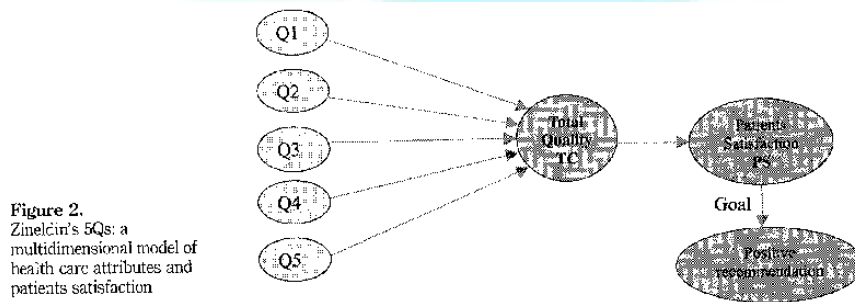 Q1
Q2
Q3
Q4
Q5
Total
Quality
TC
Patients
Satisfaction
PS
Goal
Positive
recommendation
Figure 2.
Zineldin's 5Qs: a
multidimensional model of
health care attributes and
patients satisfaction